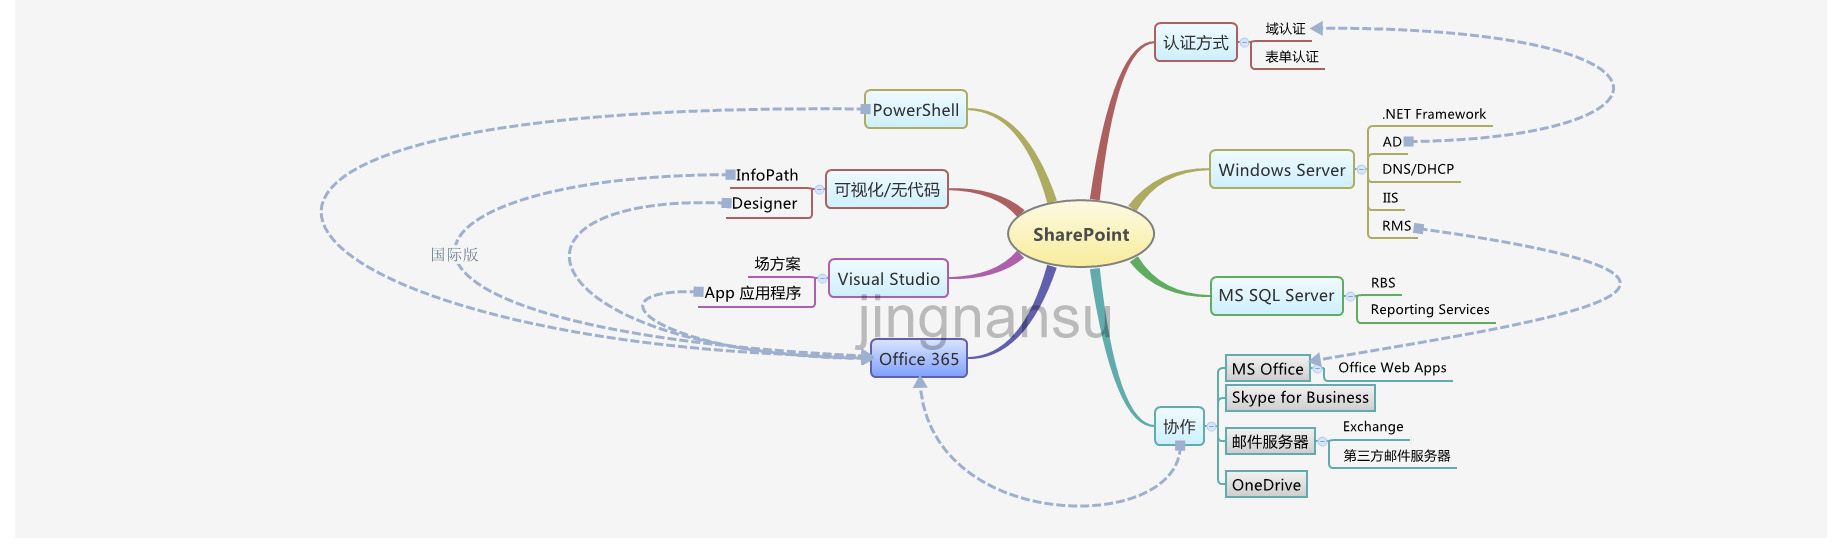 SharePoint
认证方式
域认证
表单认证
Windows Server
.NET Framework
AD
DNS/DHCP
IIS
RMS
MS SQL Server
RBS
Reporting Services
协作
MS Office
Office Web Apps
Skype for Business
邮件服务器
Exchange
第三方邮件服务器
OneDrive
PowerShell
可视化/无代码
InfoPath
Designer
国际版
Visual Studio
场方案
App 应用程序
Office 365
jingnansu